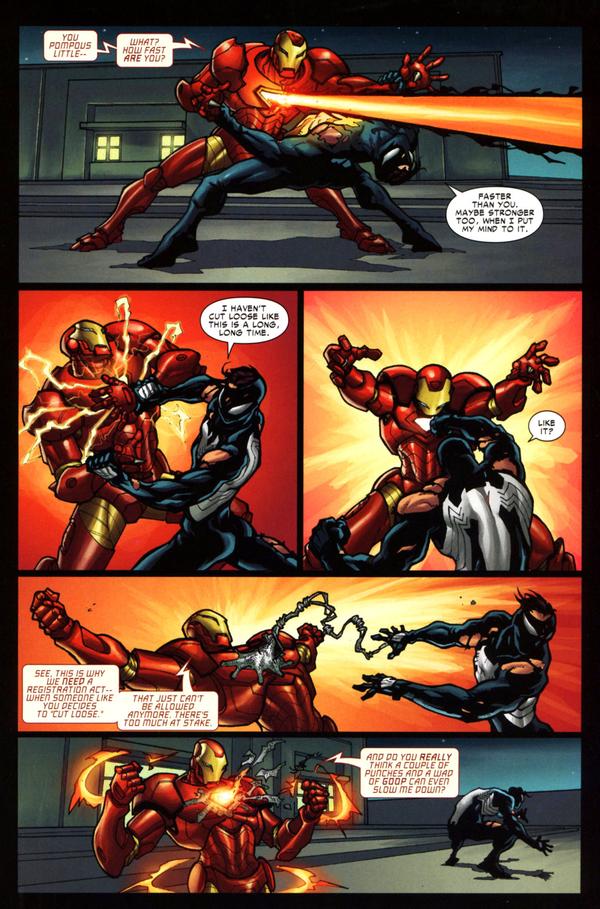 YOU
POMPOUS
LITTLE--
WHAT?
HOW FAST
ARE YOU?
FASTER
THAN YOU.
MAYBE STRONGER
TOO, WHEN I PUT
MY MIND TO IT.
I HAVEN'T
CUT LOOSE LIKE
THIS IS A LONG,
LONG TIME.
LIKE
IT?
SEE, THIS IS WHY
WE NEED A
REGISTRATION ACT--
WHEN SOMEONE LIKE
YOU DECIDES
TO "CUT LOOSE."
THAT JUST CAN'T
BE ALLOWED
ANYMORE. THERE'S
TOO MUCH AT STAKE.
AND DO YOU REALLY
THINK A COUPLE OF
PUNCHES AND A WAD
OF GOOP CAN EVEN
SLOW ME DOWN?